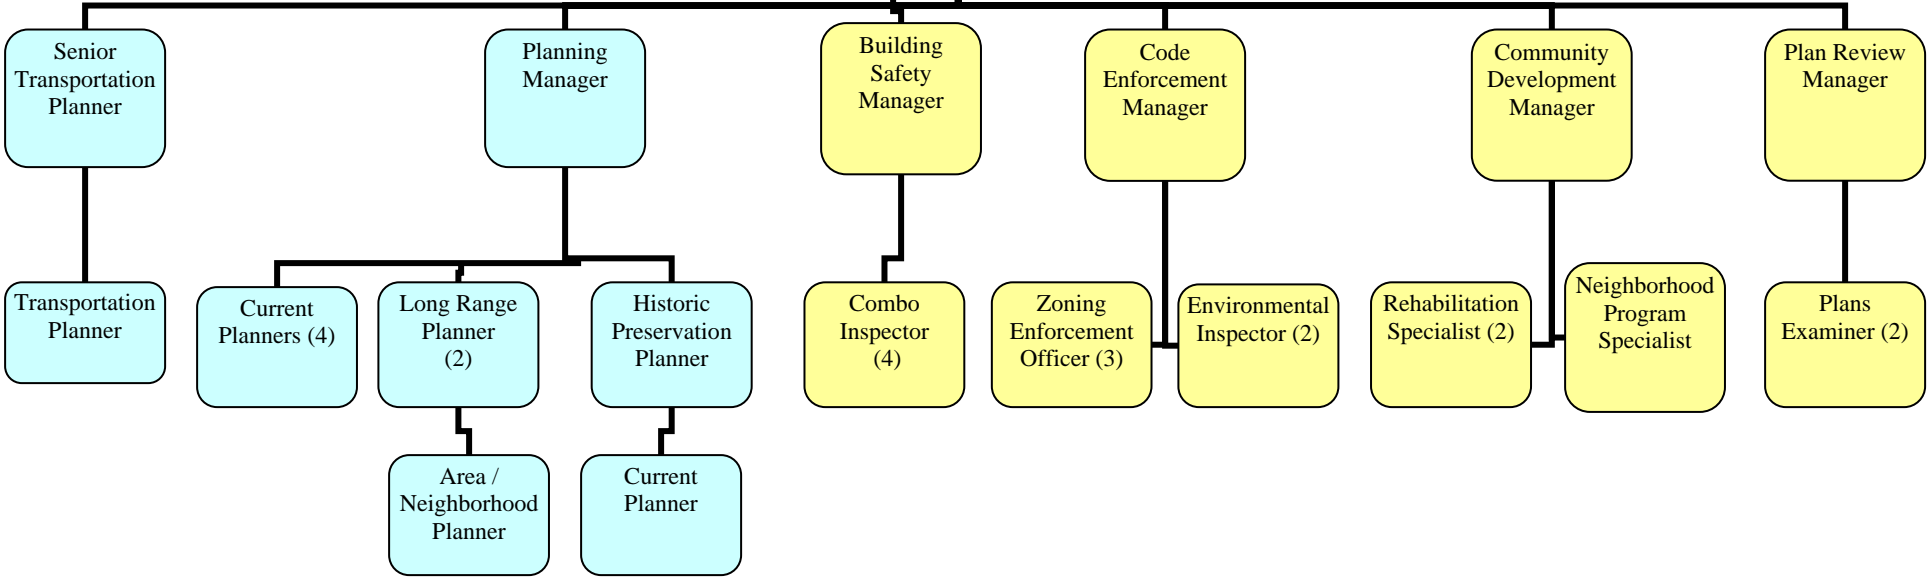 Senior
Transportation
Planner
Planning
Manager
Building
Safety
Manager
Code
Enforcement
Manager
Community
Development
Manager
Plan Review
Manager
Transportation
Planner
Current
Planners (4)
Long Range
Planner
(2)
Historic
Preservation
Planner
Combo
Inspector
(4)
Zoning
Enforcement
Officer (3)
Environmental
Inspector (2)
Rehabilitation
Specialist (2)
Neighborhood
Program
Specialist
Plans
Examiner (2)
Area /
Neighborhood
Planner
Current
Planner